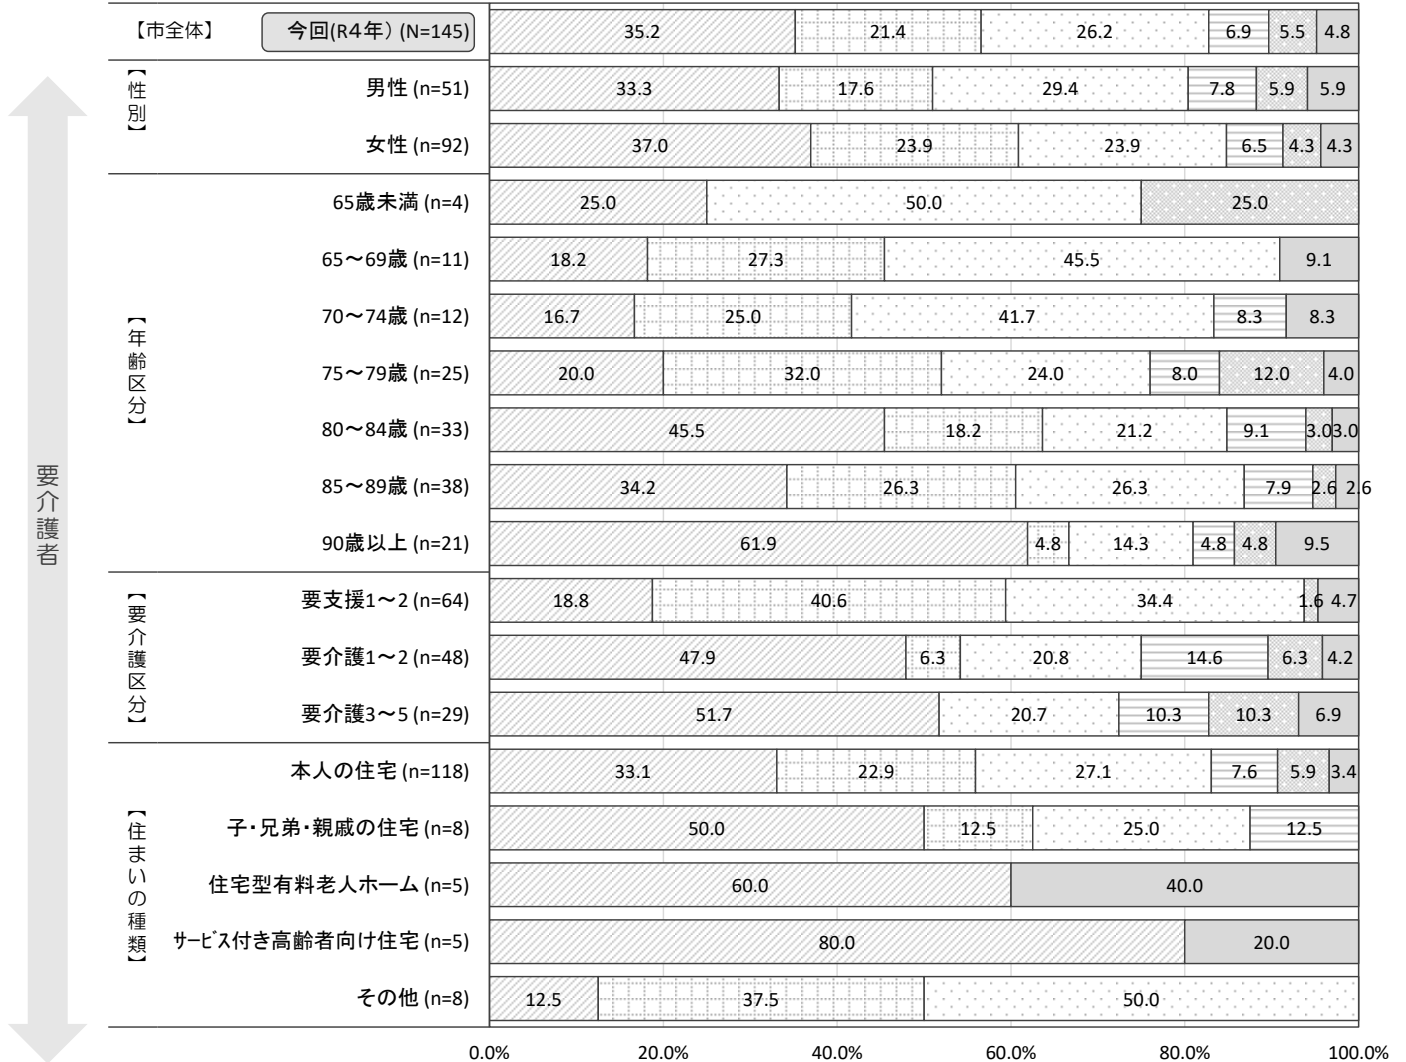 【市全体】 今回(R4年) (N=145) 35.2 21.4 26.2 6.9 5.5 4.8
要介護者
【性別】
男性 (n=51) 33.3 17.6 29.4 7.8 5.9 5.9
女性 (n=92) 37.0 23.9 23.9 6.5 4.3 4.3
【年齢区分】
65歳未満 (n=4) 25.0 50.0 25.0
65～69歳 (n=11) 18.2 27.3 45.5 9.1
70～74歳 (n=12) 16.7 25.0 41.7 8.3 8.3
75～79歳 (n=25) 20.0 32.0 24.0 8.0 12.0 4.0
80～84歳 (n=33) 45.5 18.2 21.2 9.1 3.0 3.0
85～89歳 (n=38) 34.2 26.3 26.3 7.9 2.6 2.6
90歳以上 (n=21) 61.9 4.8 14.3 4.8 4.8 9.5
【要介護区分】
要支援1～2 (n=64) 18.8 40.6 34.4 1.6 4.7
要介護1～2 (n=48) 47.9 6.3 20.8 14.6 6.3 4.2
要介護3～5 (n=29) 51.7 20.7 10.3 10.3 6.9
【住まいの種類】
本人の住宅 (n=118) 33.1 22.9 27.1 7.6 5.9 3.4
子・兄弟・親戚の住宅 (n=8) 50.0 12.5 25.0 12.5
住宅型有料老人ホーム (n=5) 60.0 40.0
ｻｰﾋﾞｽ付き高齢者向け住宅 (n=5) 80.0 20.0
その他 (n=8) 12.5 37.5 50.0
0.0% 20.0% 40.0% 60.0% 80.0% 100.0%